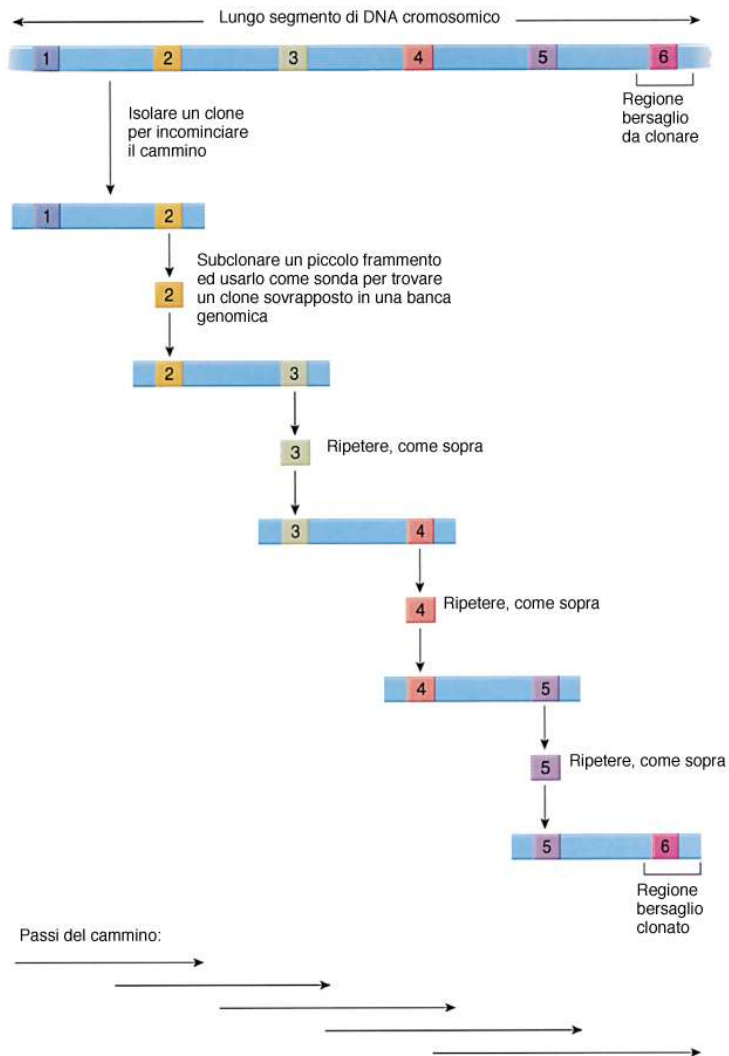 Lungo segmento di DNA cromosomico
1 2 3 4 5 6
Isolare un clone
per incominciare
il cammino
Regione
bersaglio
da clonare
1 2
Subclonare un piccolo frammento
ed usarlo come sonda per trovare
un clone sovrapposto in una banca
genomica
2
2 3
3
Ripetere, come sopra
3 4
4
Ripetere, come sopra
4 5
5
Ripetere, come sopra
5 6
Regione
bersaglio
clonato
Passi del cammino: